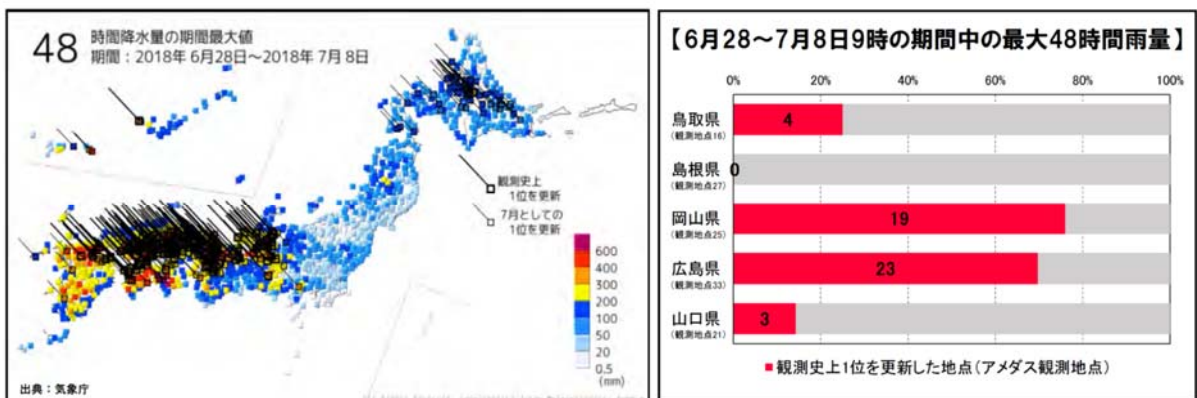 48
時間降水量の期間最大値
期間：2018年 6月28日～2018年 7月 8日
観測史上
1位を更新
7月としての
1位を更新
600
400
300
200
100
50
20
0.5
(mm)
出典：気象庁
【6月28～7月8日9時の期間中の最大48時間雨量】
0% 20% 40% 60% 80% 100%
鳥取県 4
(観測地点16)
島根県 0
(観測地点27)
岡山県 19
(観測地点25)
広島県 23
(観測地点33)
山口県 3
(観測地点21)
■観測史上1位を更新した地点(アメダス観測地点)